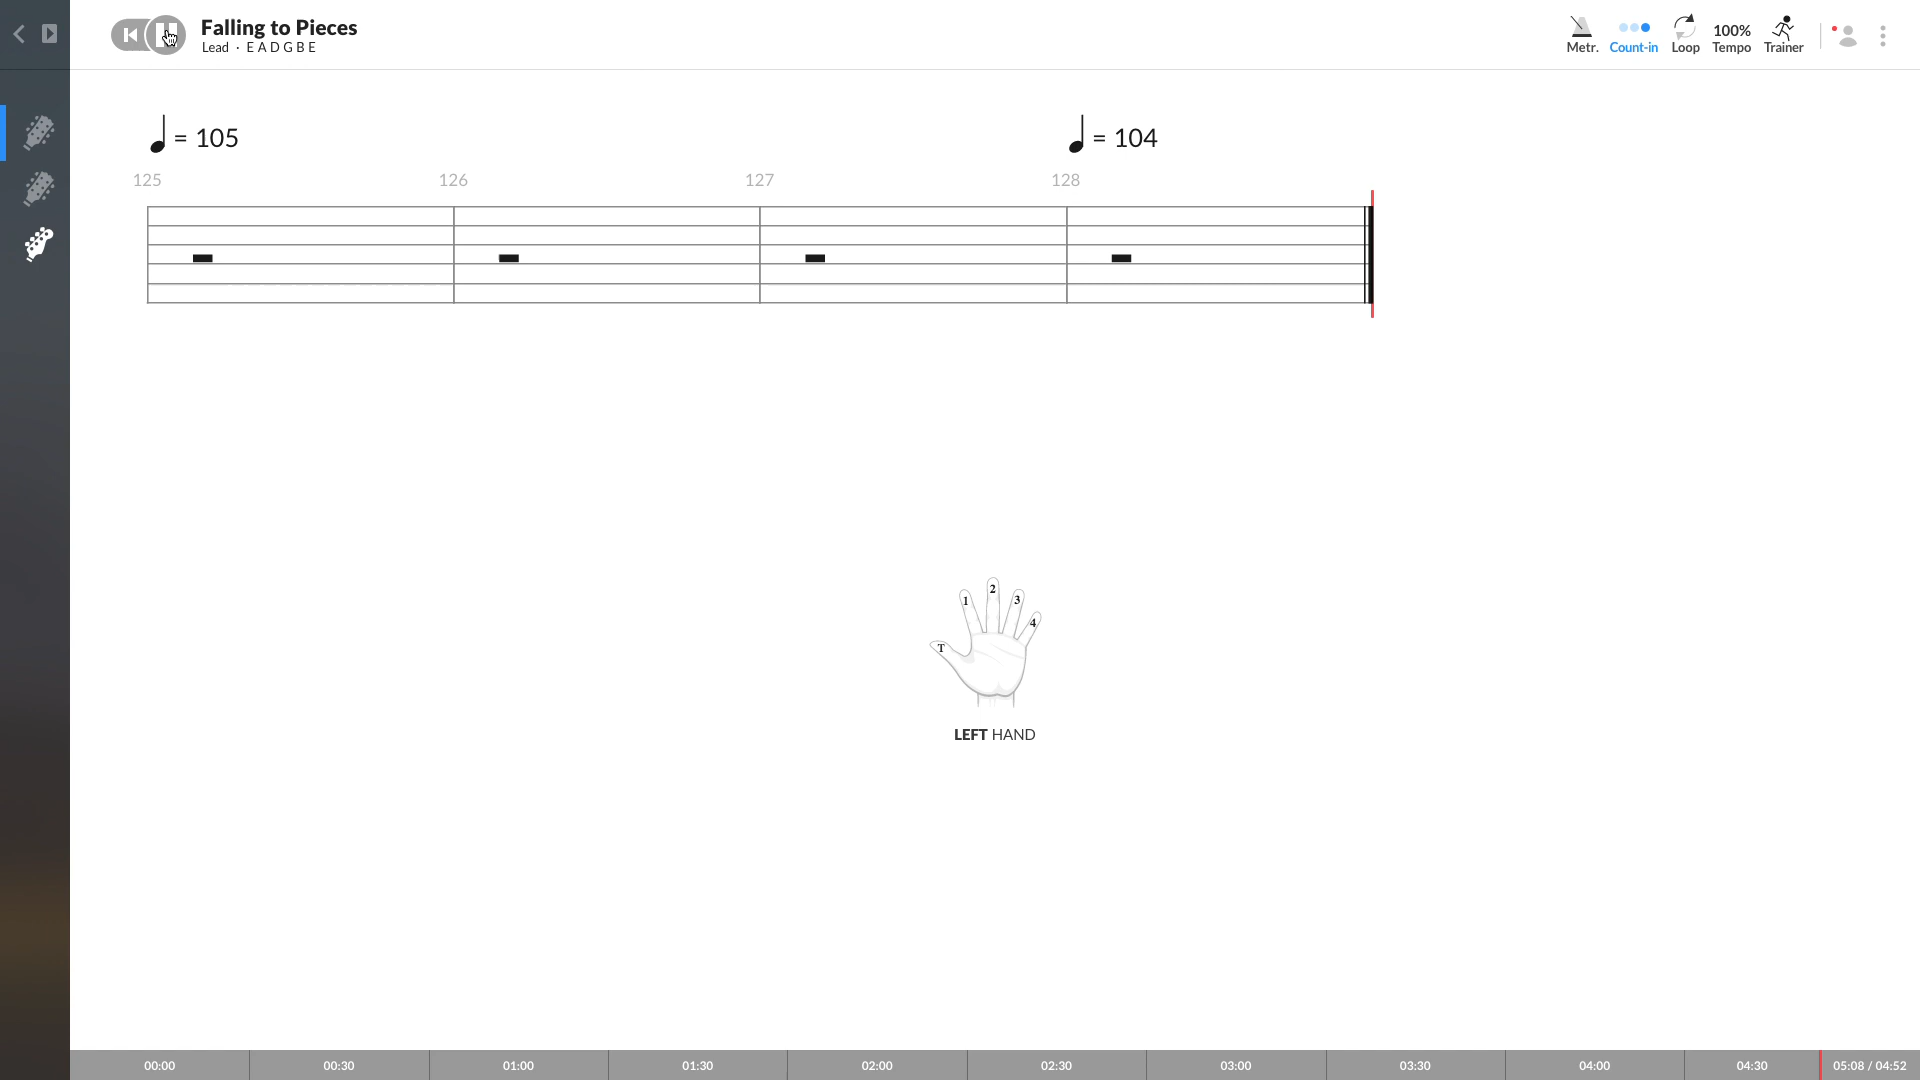 Falling to Pieces
Lead · E A D G B E
Metr.
Count-in
Loop
100%
Tempo
Trainer
= 105
= 104
125
126
127
128
2
1
3
4
T
LEFT HAND
00:00
00:30
01:00
01:30
02:00
02:30
03:00
03:30
04:00
04:30
05:08 / 04:52